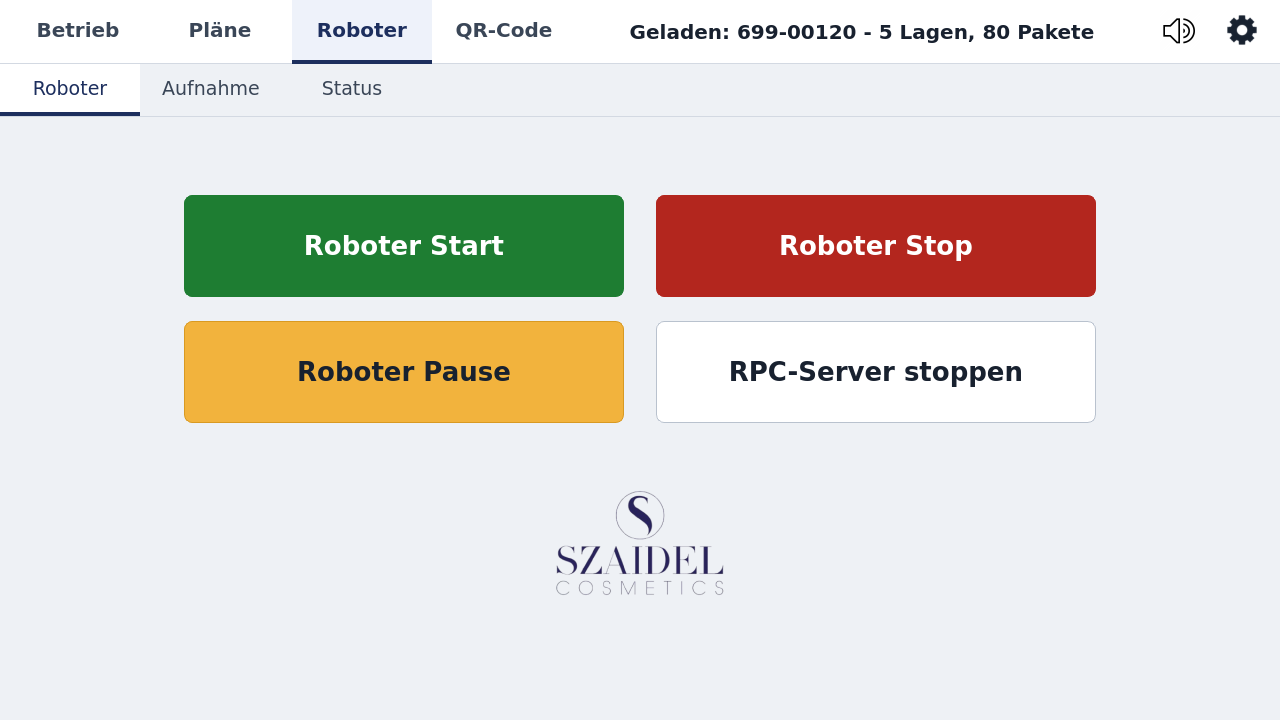 Betrieb Pläne Roboter QR-Code Geladen: 699-00120 - 5 Lagen, 80 Pakete
Roboter Aufnahme Status
Roboter Start Roboter Stop
Roboter Pause RPC-Server stoppen
S
SZAIDEL
COSMETICS